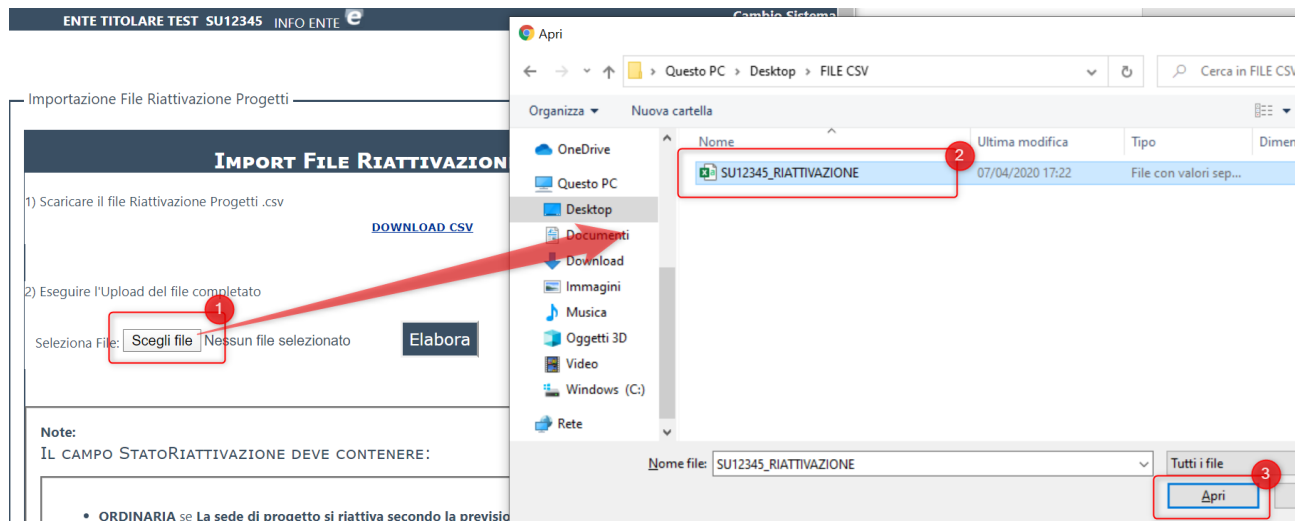 ENTE TITOLARE TEST SU12345 INFO ENTE
Cambio Sistema
Importazione File Riattivazione Progetti
IMPORT FILE RIATTIVAZION
1) Scaricare il file Riattivazione Progetti .csv
DOWNLOAD CSV
2) Eseguire l'Upload del file completato
1
Seleziona File: Scegli file Nessun file selezionato Elabora
Note:
IL CAMPO STATORIATTIVAZIONE DEVE CONTENERE:
• ORDINARIA se La sede di progetto si riattiva secondo la previsio
Apri
Questo PC > Desktop > FILE CSV
Cerca in FILE CSV
Organizza Nuova cartella
Nome Ultima modifica Tipo Dimen
2
SU12345_RIATTIVAZIONE 07/04/2020 17:22 File con valori sep...
OneDrive
Questo PC
Desktop
Documenti
Download
Immagini
Musica
Oggetti 3D
Video
Windows (C:)
Rete
Nome file: SU12345_RIATTIVAZIONE Tutti i file
3
Apri